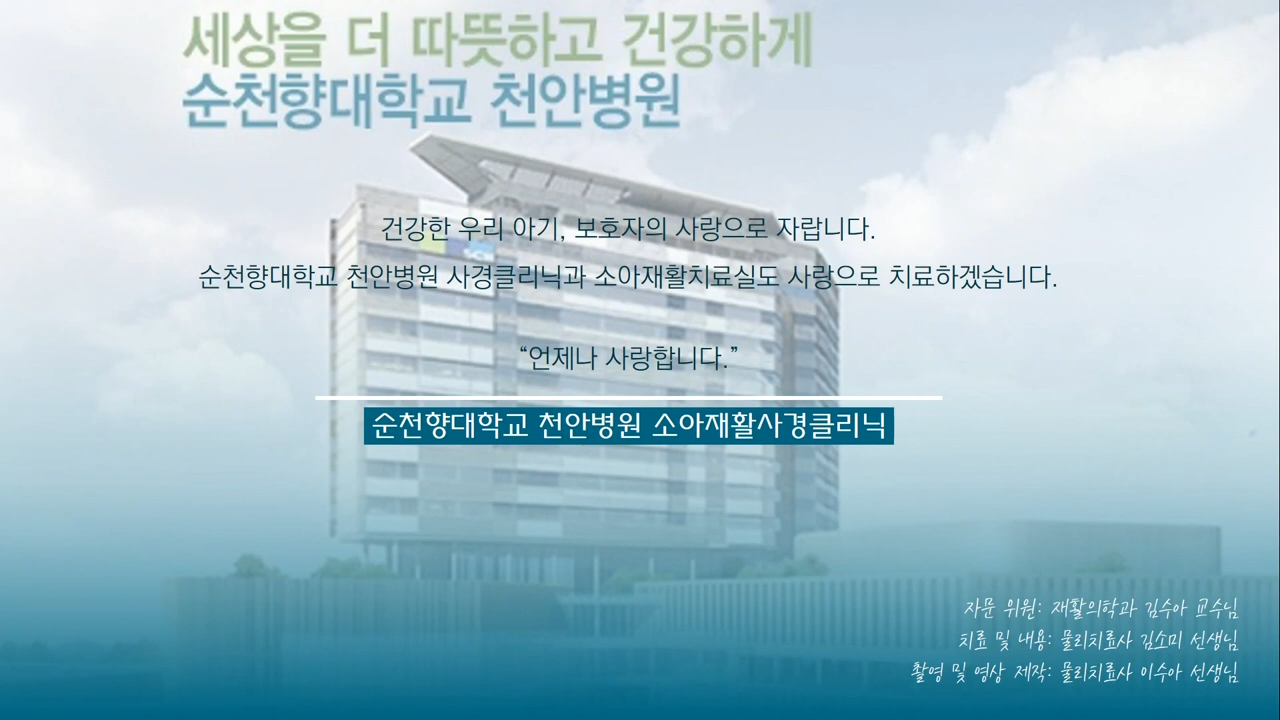 세상을 더 따뜻하고 건강하게
순천향대학교 천안병원
건강한 우리 아기, 보호자의 사랑으로 자랍니다.
순천향대학교 천안병원 사경클리닉과 소아재활치료실도 사랑으로 치료하겠습니다.
“언제나 사랑합니다.”
순천향대학교 천안병원 소아재활사경클리닉
자문 위원: 재활의학과 김수아 교수님
치료 및 내용: 물리치료사 김소미 선생님
촬영 및 영상 제작: 물리치료사 이수아 선생님